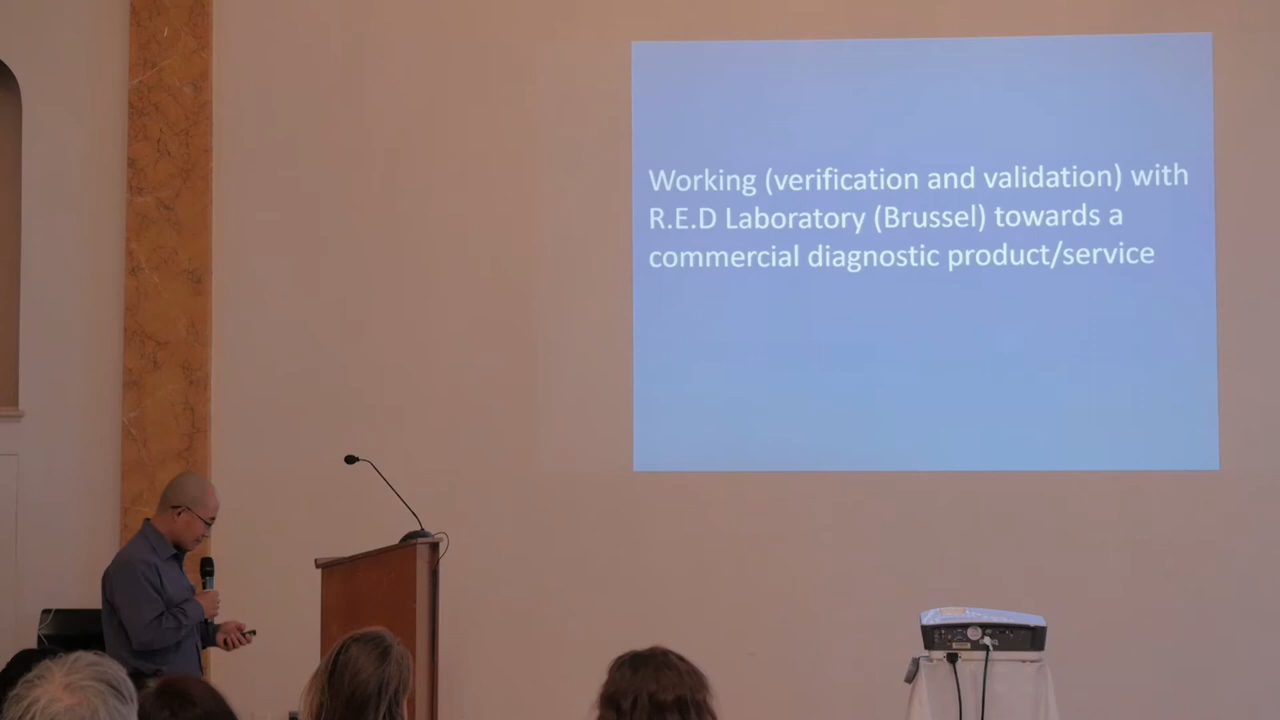 Working (verification and validation) with
R.E.D Laboratory (Brussel) towards a
commercial diagnostic product/service